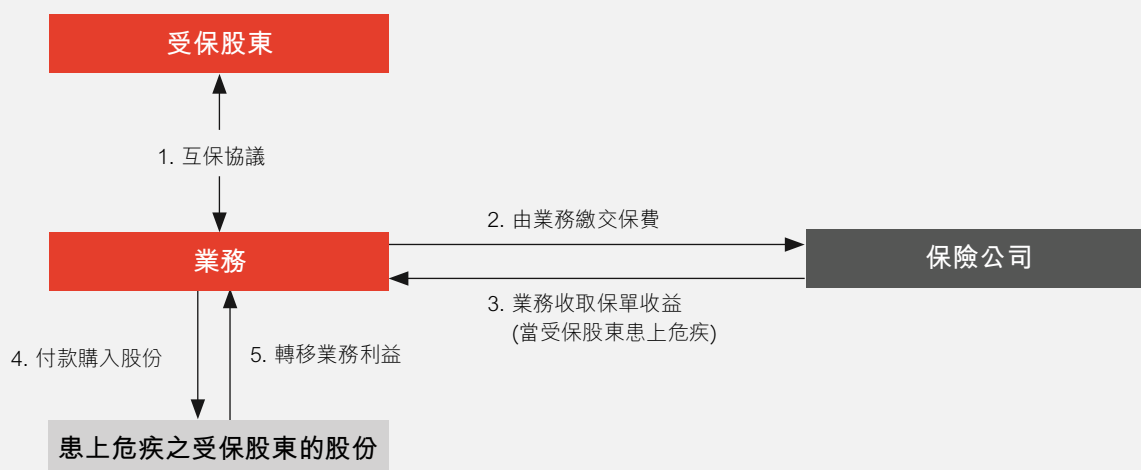 受保股東
1. 互保協議
2. 由業務繳交保費
業務
保險公司
3. 業務收取保單收益
(當受保股東患上危疾)
4. 付款購入股份
5. 轉移業務利益
患上危疾之受保股東的股份